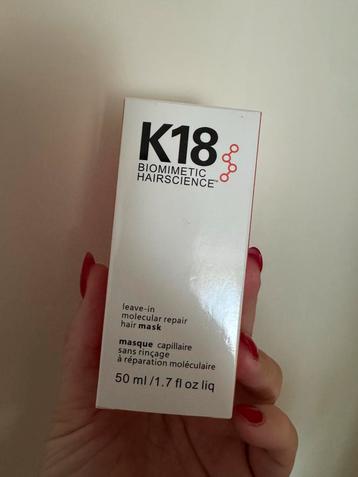 K18
BIOMIMETIC
HAIRSCIENCE™
leave-in
molecular repair
hair mask
masque capillaire
sans rinçage
à réparation moléculaire
50 ml/1.7 fl oz liq